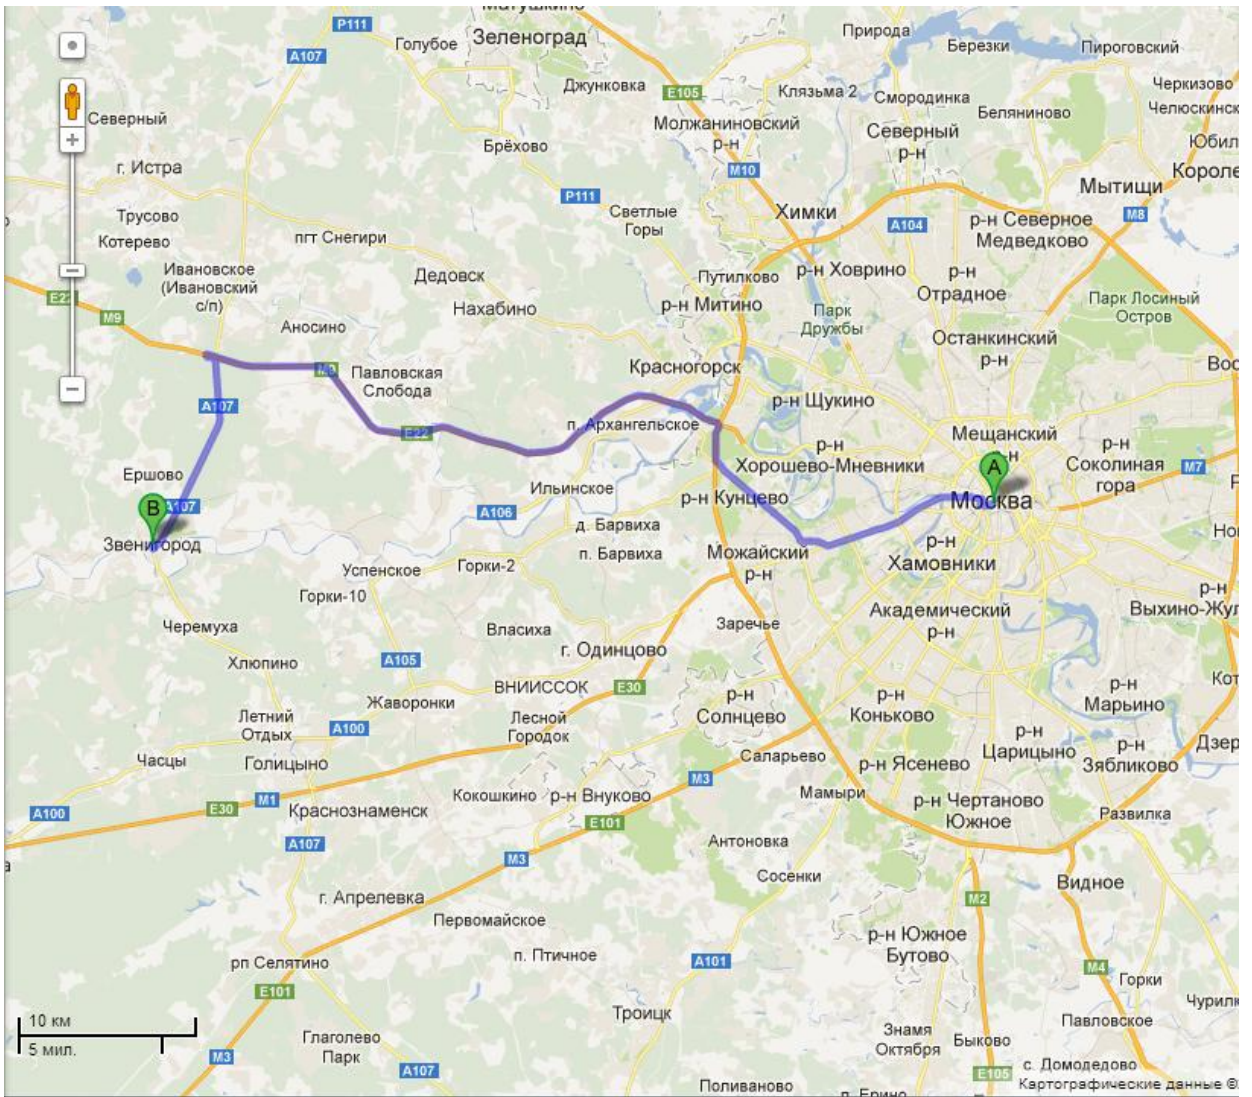 Матушкино
P111
Зеленоград
Голубое
A107
Природа
Березки
Пироговский
Джунковка
E105
Клязьма 2
Смородинка
Черкизово
Северный
Беляниново
Молжаниновский
р-н
Северный
р-н
Брёхово
г. Истра
M10
P111
Мытищи
Трусово
Светлые
Горы
Химки
A104
р-н Северное
Медведково
M8
Котерево
пгт Снегири
Ивановское
(Ивановский
с/п)
Дедовск
Путилково
р-н Ховрино
р-н
Отрадное
E22
M9
Нахабино
р-н Митино
Парк
Дружбы
Парк Лосиный
Остров
Аносино
Останкинский
р-н
Павловская
Слобода
Красногорск
M9
A107
р-н Щукино
E22
п. Архангельское
Мещанский
р-н
р-н
Соколиная
гора
M7
Ершово
р-н
Хорошево-Мневники
A
Ильинское
р-н Кунцево
Москва
B
A107
A106
д. Барвиха
Звенигород
п. Барвиха
Можайский
р-н
р-н
Хамовники
Успенское
Горки-2
Горки-10
р-н
Выхино-Жул
Академический
р-н
Черемуха
Власиха
Заречье
Хлюпино
A105
г. Одинцово
ВНИИССОК
E30
р-н
Солнцево
р-н
Коньково
р-н
Марьино
Жаворонки
Летний
Отдых
A100
Лесной
Городок
р-н
Царицыно
р-н
Зябликово
Часцы
Голицыно
Саларьево
р-н Ясенево
M3
Мамыри
р-н Чертаново
Южное
A100
E30
M1
Краснознаменск
Кокошкино
р-н Внуково
E101
Развилка
A107
M3
Антоновка
Сосенки
Видное
г. Апрелевка
M2
Первомайское
р-н Южное
Бутово
рп Селятино
п. Птичное
A101
M4
Горки
E101
10 км
5 мил.
Троицк
Павловское
Глаголево
Парк
Знамя
Октября
Быково
M3
A107
Поливаново
E105
с. Домодедово
Картографические данные ©